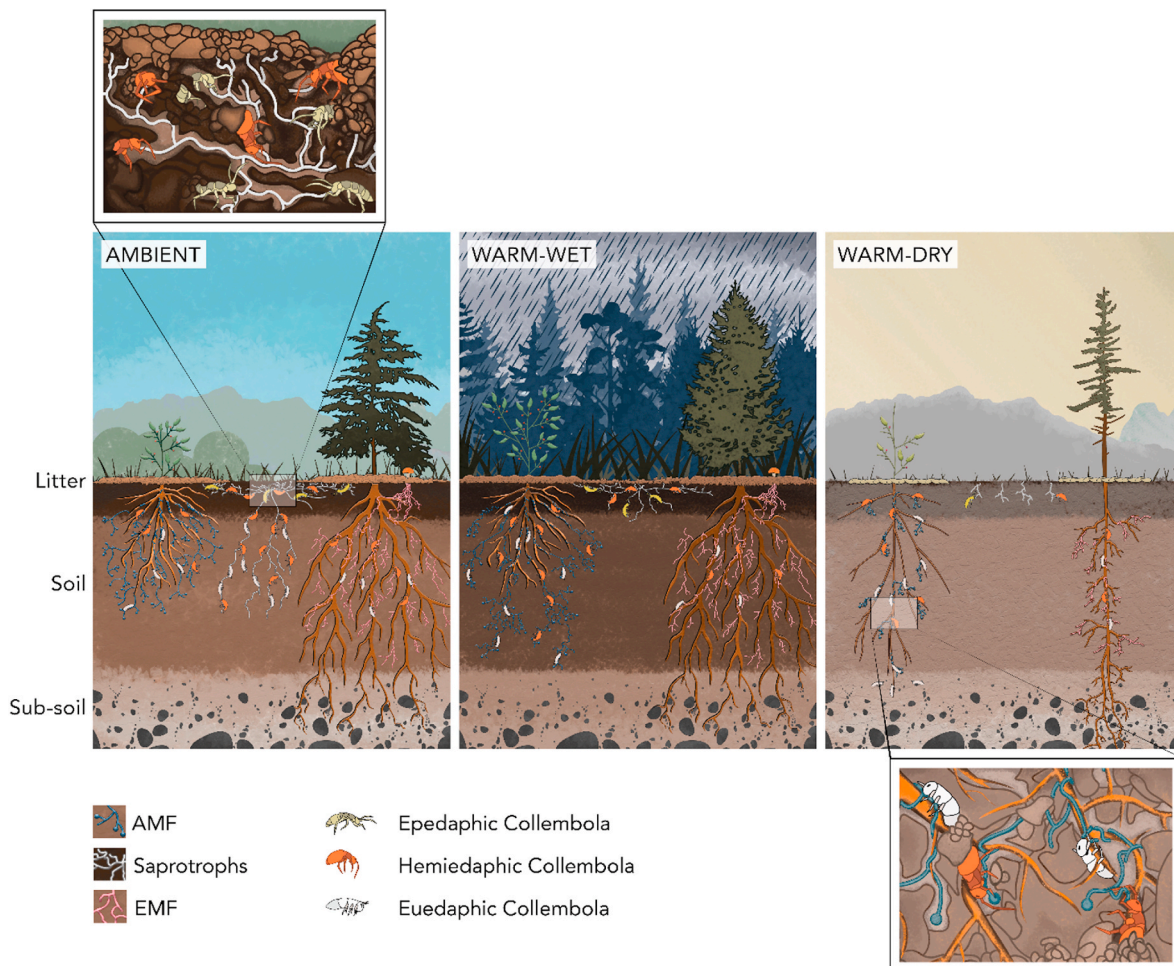 AMBIENT
WARM-WET
WARM-DRY
Litter
Soil
Sub-soil
AMF
Epedaphic Collembola
Saprotrophs
Hemiedaphic Collembola
EMF
Euedaphic Collembola